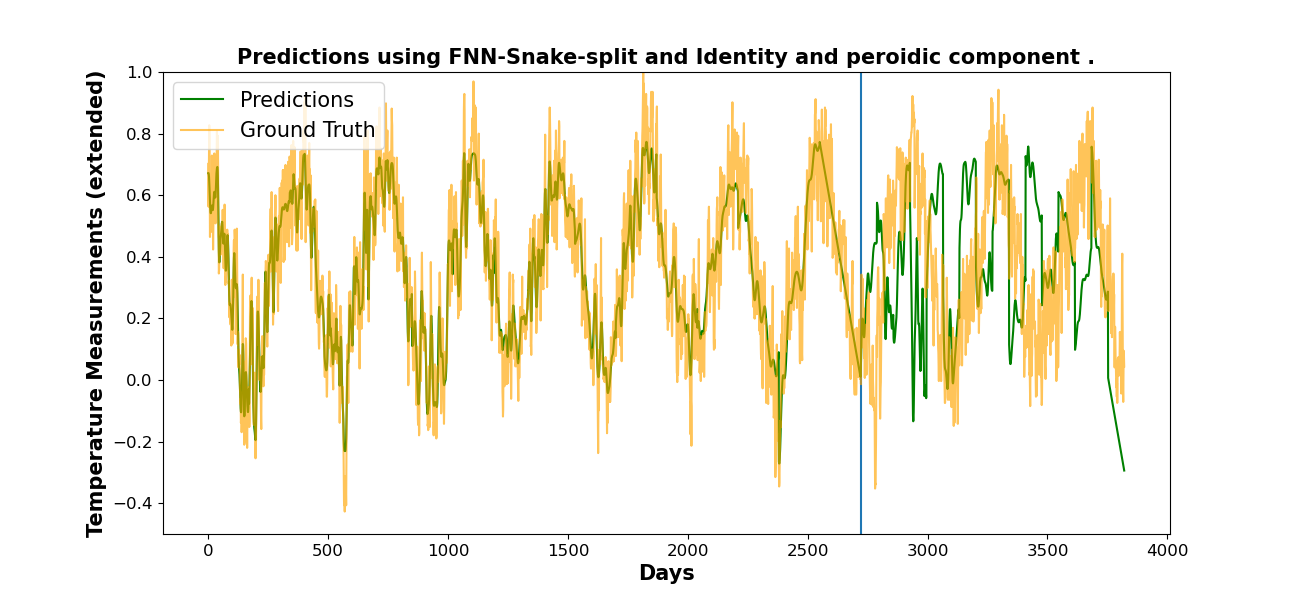 Predictions using FNN-Snake-split and Identity and peroidic component .
Temperature Measurements (extended)
1.0
0.8
0.6
0.4
0.2
0.0
−0.2
−0.4
Predictions
Ground Truth
0 500 1000 1500 2000 2500 3000 3500 4000
Days